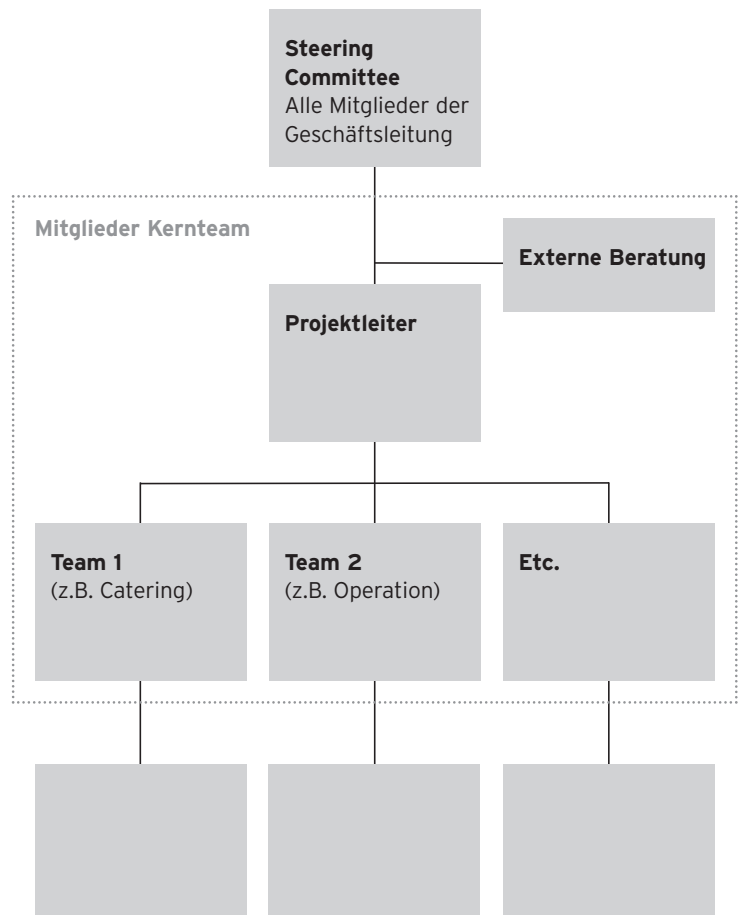 Steering
Committee
Alle Mitglieder der
Geschäftsleitung
Mitglieder Kernteam
Externe Beratung
Projektleiter
Team 1
(z.B. Catering)
Team 2
(z.B. Operation)
Etc.